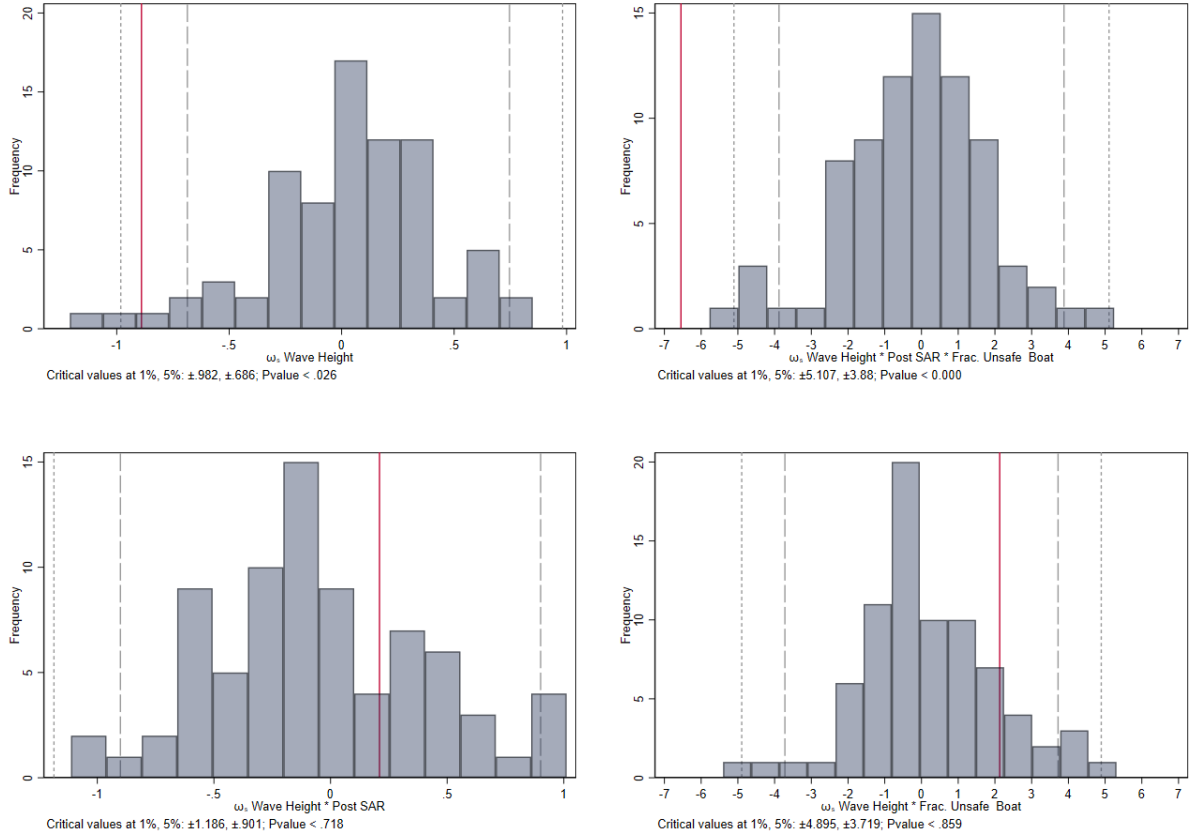 20
15
10
5
0
Frequency
-1
-.5
0
.5
1
ωₛ Wave Height
Critical values at 1%, 5%: ±.982, ±.686; Pvalue < .026
15
10
5
0
Frequency
-7 -6 -5 -4 -3 -2 -1 0 1 2 3 4 5 6 7
ωₛ Wave Height * Post SAR * Frac. Unsafe Boat
Critical values at 1%, 5%: ±5.107, ±3.88; Pvalue < 0.000
15
10
5
0
Frequency
-1 -.5 0 .5 1
ωₛ Wave Height * Post SAR
Critical values at 1%, 5%: ±1.186, ±.901; Pvalue < .718
20
15
10
5
0
Frequency
-7 -6 -5 -4 -3 -2 -1 0 1 2 3 4 5 6 7
ωₛ Wave Height * Frac. Unsafe Boat
Critical values at 1%, 5%: ±4.895, ±3.719; Pvalue < .859